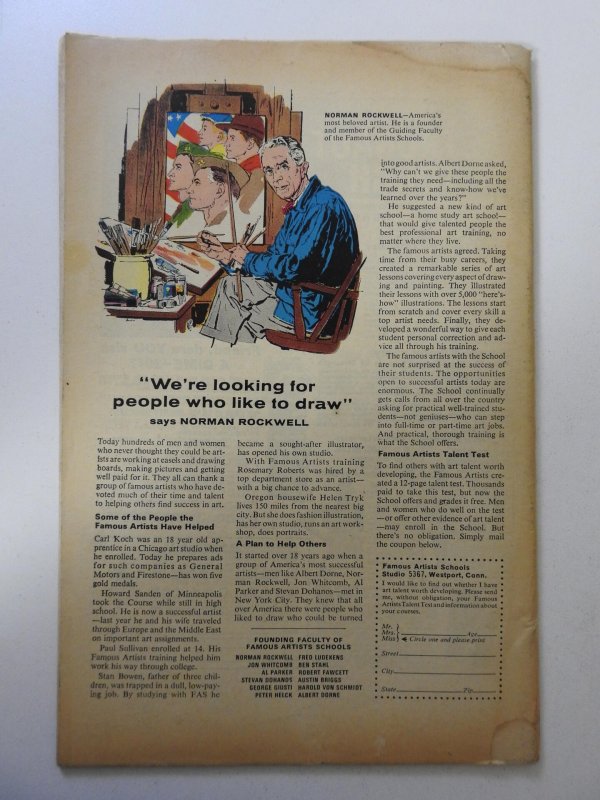 NORMAN ROCKWELL—America's
most beloved artist. He is a founder
and member of the Guiding Faculty
of the Famous Artists Schools.
"We're looking for
people who like to draw"
says NORMAN ROCKWELL
Today hundreds of men and women
who never thought they could be art-
ists are working at easels and drawing
boards, making pictures and getting
well paid for it. They all can thank a
group of famous artists who have de-
voted much of their time and talent
to helping others find success in art.
Some of the People the
Famous Artists Have Helped
Carl Koch was an 18 year old ap-
prentice in a Chicago art studio when
he enrolled. Today he prepares ads
for such companies as General
Motors and Firestone—has won five
gold medals.
Howard Sanden of Minneapolis
took the Course while still in high
school. He is now a successful artist
—last year he and his wife traveled
through Europe and the Middle East
on important art assignments.
Paul Sullivan enrolled at 14. His
Famous Artists training helped him
work his way through college.
Stan Bowen, father of three chil-
dren, was trapped in a dull, low-pay-
ing job. By studying with FAS he
became a sought-after illustrator,
has opened his own studio.
With Famous Artists training
Rosemary Roberts was hired by a
top department store as an artist—
with a big chance to advance.
Oregon housewife Helen Tryk
lives 150 miles from the nearest big
city. But she does fashion illustration,
has her own studio, runs an art work-
shop, does portraits.
A Plan to Help Others
It started over 18 years ago when a
group of America's most successful
artists—men like Albert Dorne, Nor-
man Rockwell, Jon Whitcomb, Al
Parker and Stevan Dohanos—met in
New York City. They knew that all
over America there were people who
liked to draw who could be turned
FOUNDING FACULTY OF
FAMOUS ARTISTS SCHOOLS
NORMAN ROCKWELL FRED LUDEKENS
JON WHITCOMB BEN STAHL
AL PARKER ROBERT FAWCETT
STEVAN DOHANOS AUSTIN BRIGGS
GEORGE GIUSTI HAROLD VON SCHMIDT
PETER HELCK ALBERT DORNE
into good artists. Albert Dorne asked,
"Why can't we give these people the
training they need—including all the
trade secrets and know-how we've
learned over the years?"
He suggested a new kind of art
school—a home study art school—
that would give talented people the
best professional art training, no
matter where they live.
The famous artists agreed. Taking
time from their busy careers, they
created a remarkable series of art
lessons covering every aspect of draw-
ing and painting. They illustrated
their lessons with over 5,000 "here's-
how" illustrations. The lessons start
from scratch and cover every skill a
top artist needs. Finally, they de-
veloped a wonderful way to give each
student personal correction and ad-
vice all through his training.
The famous artists with the School
are not surprised at the success of
their students. The opportunities
open to successful artists today are
enormous. The School continually
gets calls from all over the country
asking for practical well-trained stu-
dents—not geniuses—who can step
into full-time or part-time art jobs.
And practical, thorough training is
what the School offers.
Famous Artists Talent Test
To find others with art talent worth
developing, the Famous Artists cre-
ated a 12-page talent test. Thousands
paid to take this test, but now the
School offers and grades it free. Men
and women who do well on the test
—or offer other evidence of art talent
—may enroll in the School. But
there's no obligation. Simply mail
the coupon below.
Famous Artists Schools
Studio 5367, Westport, Conn.
I would like to find out whether I have
art talent worth developing. Please send
me, without obligation, your Famous
Artists Talent Test and information about
your courses.
Mr.
Mrs. Age
Miss Circle one and please print
Street
City
State Zip